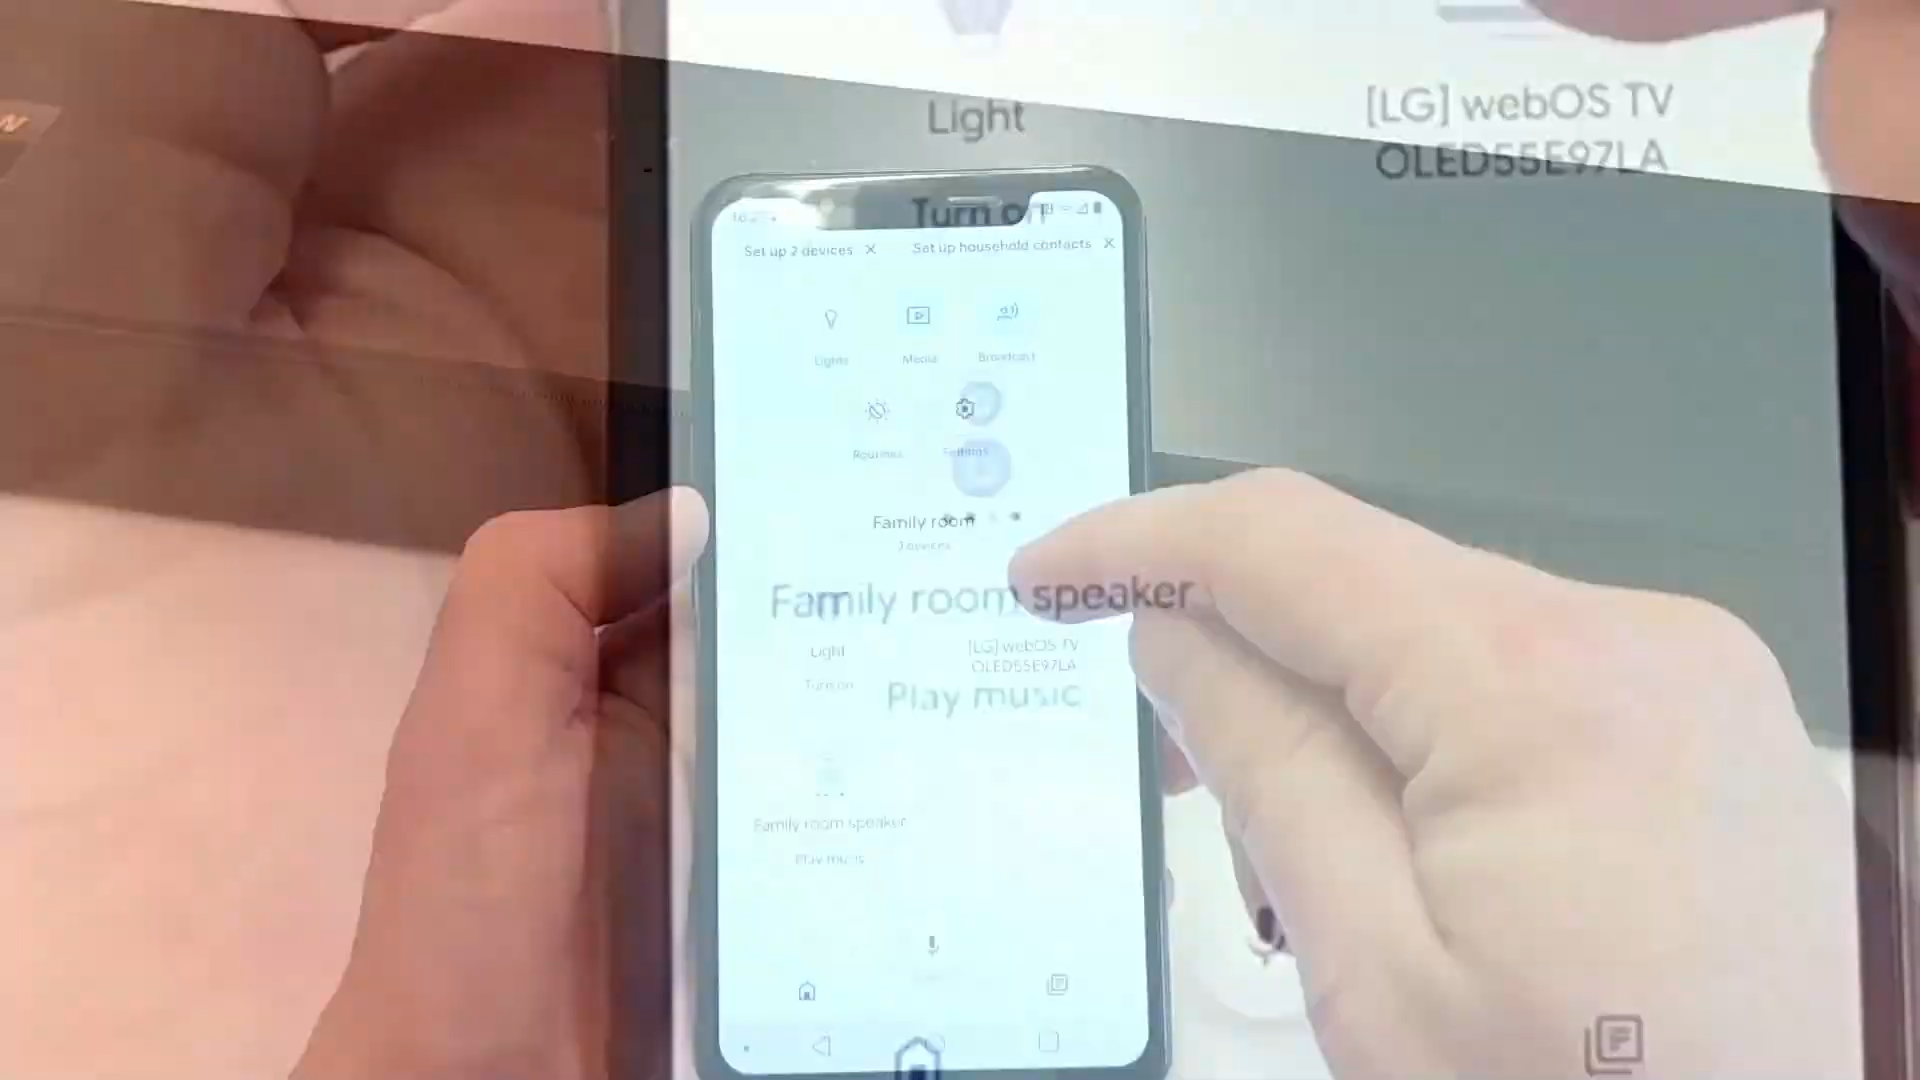 Light
[LG] webOS TV
OLED55E97LA
Turn on
Set up 2 devices
Set up household contacts
Lights
Media
Broadcast
Routines
Settings
Family room
3 devices
Family room speaker
Light
[LG] webOS TV
OLED55E97LA
Turn on
Play music
Family room speaker
Play music